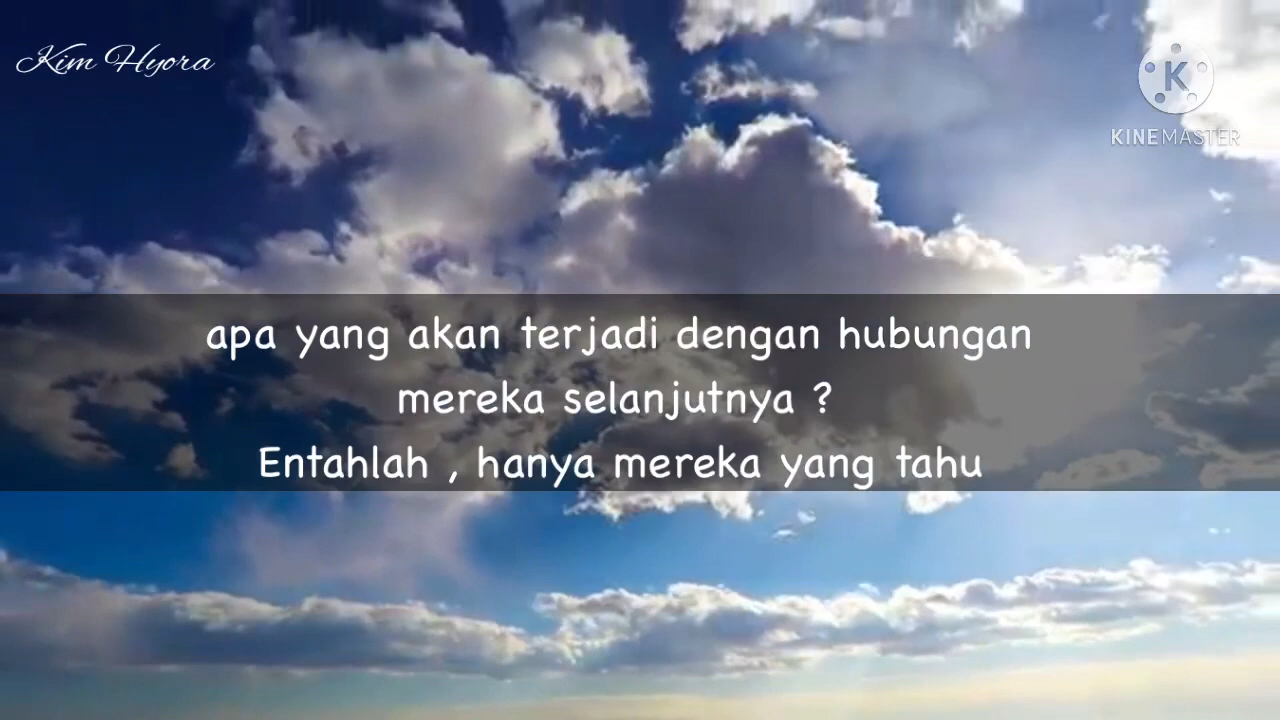 Kim Hyora
K
KINEMASTER
apa yang akan terjadi dengan hubungan
mereka selanjutnya ?
Entahlah , hanya mereka yang tahu